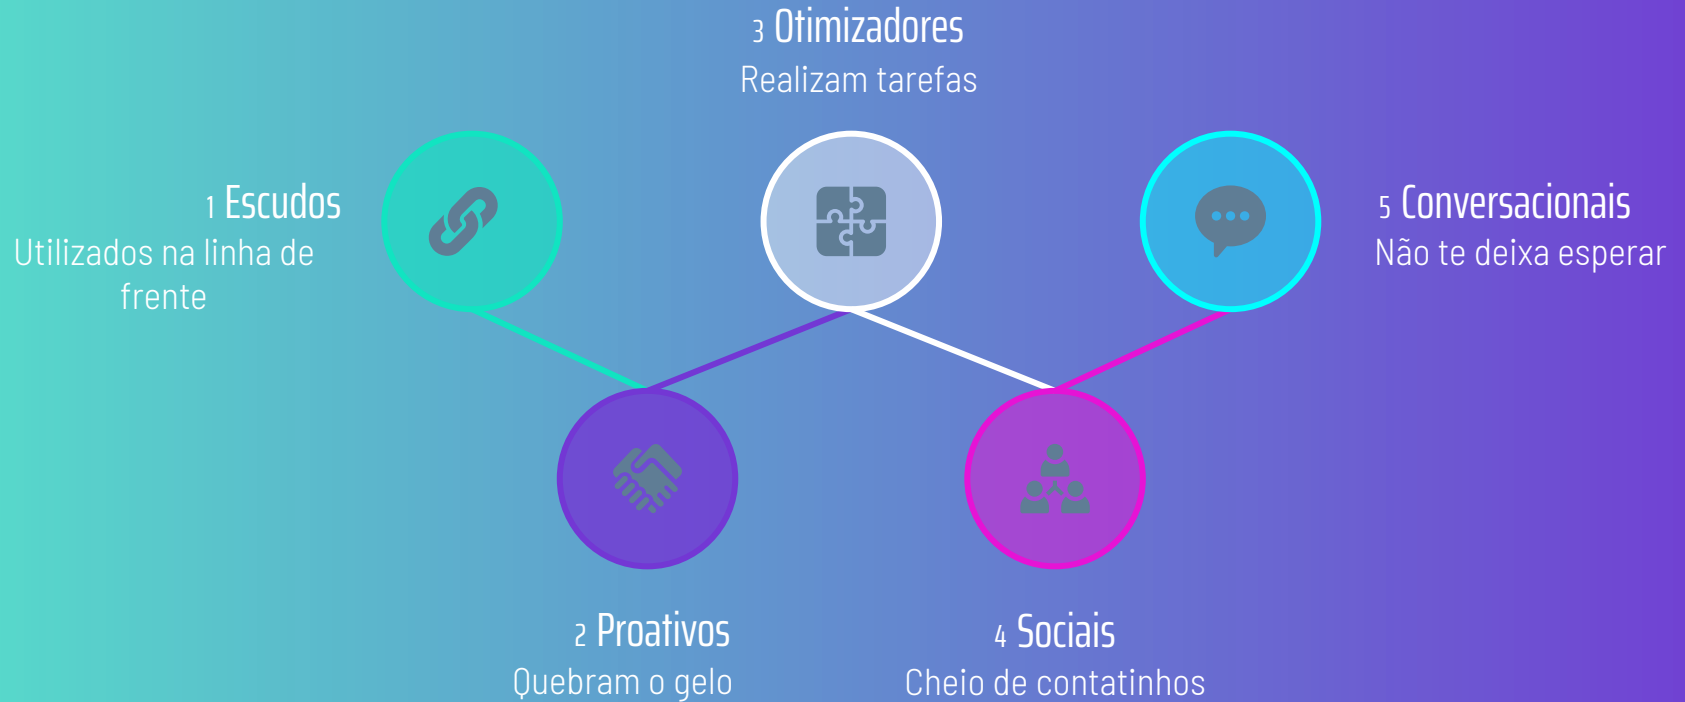 1 Escudos
Utilizados na linha de
frente
2 Proativos
Quebram o gelo
3 Otimizadores
Realizam tarefas
4 Sociais
Cheio de contatinhos
5 Conversacionais
Não te deixa esperar